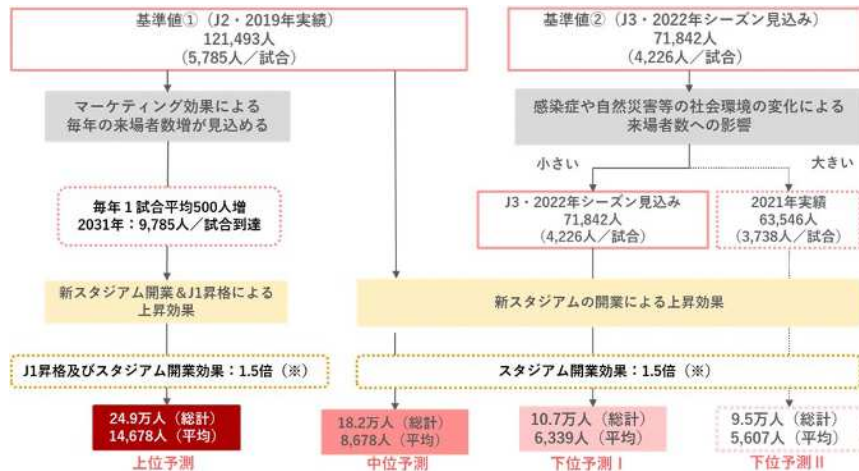 基準値①（J2・2019年実績）
121,493人
（5,785人／試合）
基準値②（J3・2022年シーズン見込み）
71,842人
（4,226人／試合）
マーケティング効果による
毎年の来場者数増が見込める
感染症や自然災害等の社会環境の変化による
来場者数への影響
小さい
大きい
毎年１試合平均500人増
2031年：9,785人／試合到達
J3・2022年シーズン見込み
71,842人
（4,226人／試合）
2021年実績
63,546人
（3,738人／試合）
新スタジアム開業＆J1昇格による
上昇効果
新スタジアムの開業による上昇効果
J1昇格及びスタジアム開業効果：1.5倍（※）
スタジアム開業効果：1.5倍（※）
24.9万人（総計）
14,678人（平均）
18.2万人（総計）
8,678人（平均）
10.7万人（総計）
6,339人（平均）
9.5万人（総計）
5,607人（平均）
上位予測
中位予測
下位予測Ⅰ
下位予測Ⅱ